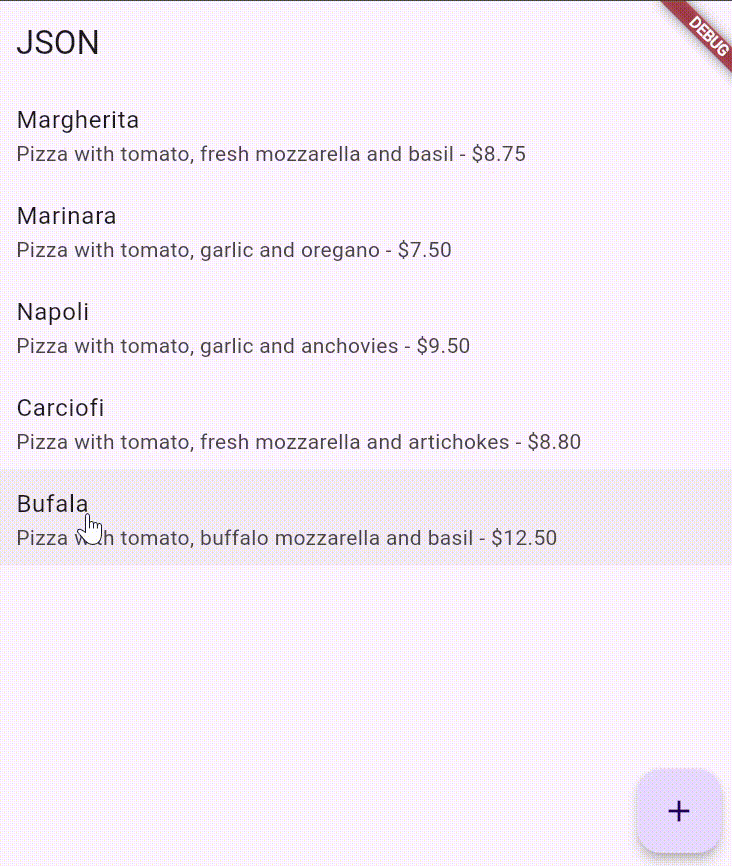 JSON
DEBUG
Margherita
Pizza with tomato, fresh mozzarella and basil - $8.75
Marinara
Pizza with tomato, garlic and oregano - $7.50
Napoli
Pizza with tomato, garlic and anchovies - $9.50
Carciofi
Pizza with tomato, fresh mozzarella and artichokes - $8.80
Bufala
Pizza with tomato, buffalo mozzarella and basil - $12.50
+